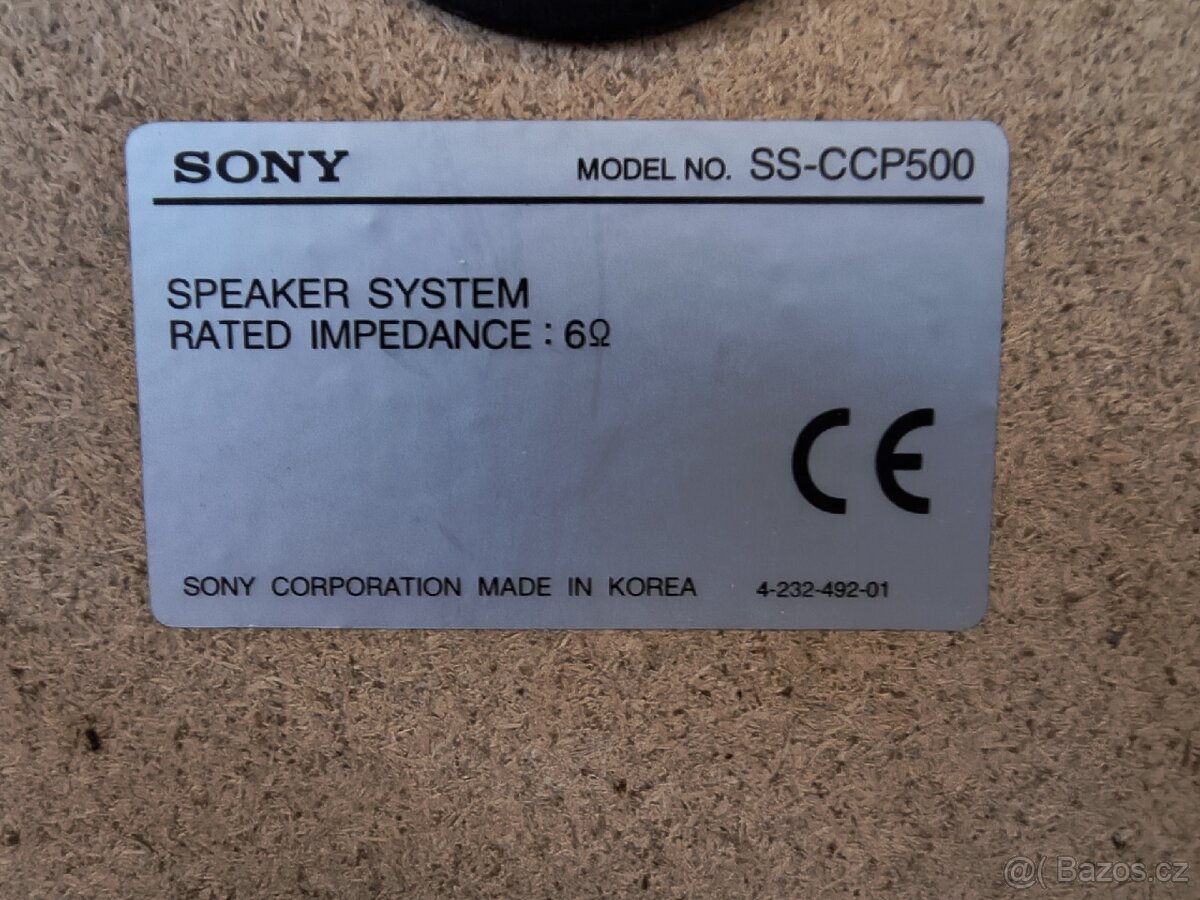 SONY MODEL NO. SS-CCP500
SPEAKER SYSTEM
RATED IMPEDANCE : 6Ω
CE
SONY CORPORATION MADE IN KOREA 4-232-492-01
@( Bazos.cz